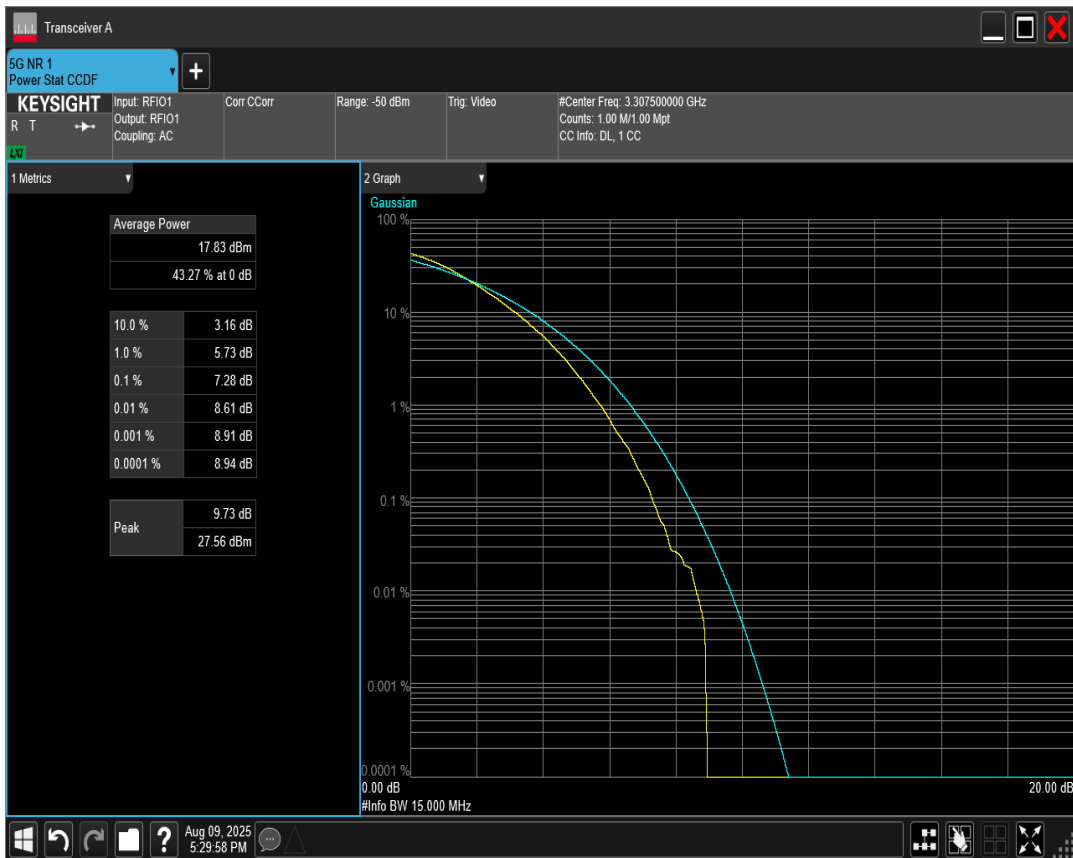 Transceiver A
5G NR 1
Power Stat CCDF
KEYSIGHT
R T
LXI
Input: RFIO1
Output: RFIO1
Coupling: AC
Corr CCorr
Range: -50 dBm
Trig: Video
#Center Freq: 3.307500000 GHz
Counts: 1.00 M/1.00 Mpt
CC Info: DL, 1 CC
1 Metrics
Average Power
17.83 dBm
43.27 % at 0 dB
10.0 % 3.16 dB
1.0 % 5.73 dB
0.1 % 7.28 dB
0.01 % 8.61 dB
0.001 % 8.91 dB
0.0001 % 8.94 dB
Peak 9.73 dB
27.56 dBm
2 Graph
Gaussian
100 %
10 %
1 %
0.1 %
0.01 %
0.001 %
0.0001 %
0.00 dB 20.00 dB
#Info BW 15.000 MHz
Aug 09, 2025
5:29:58 PM